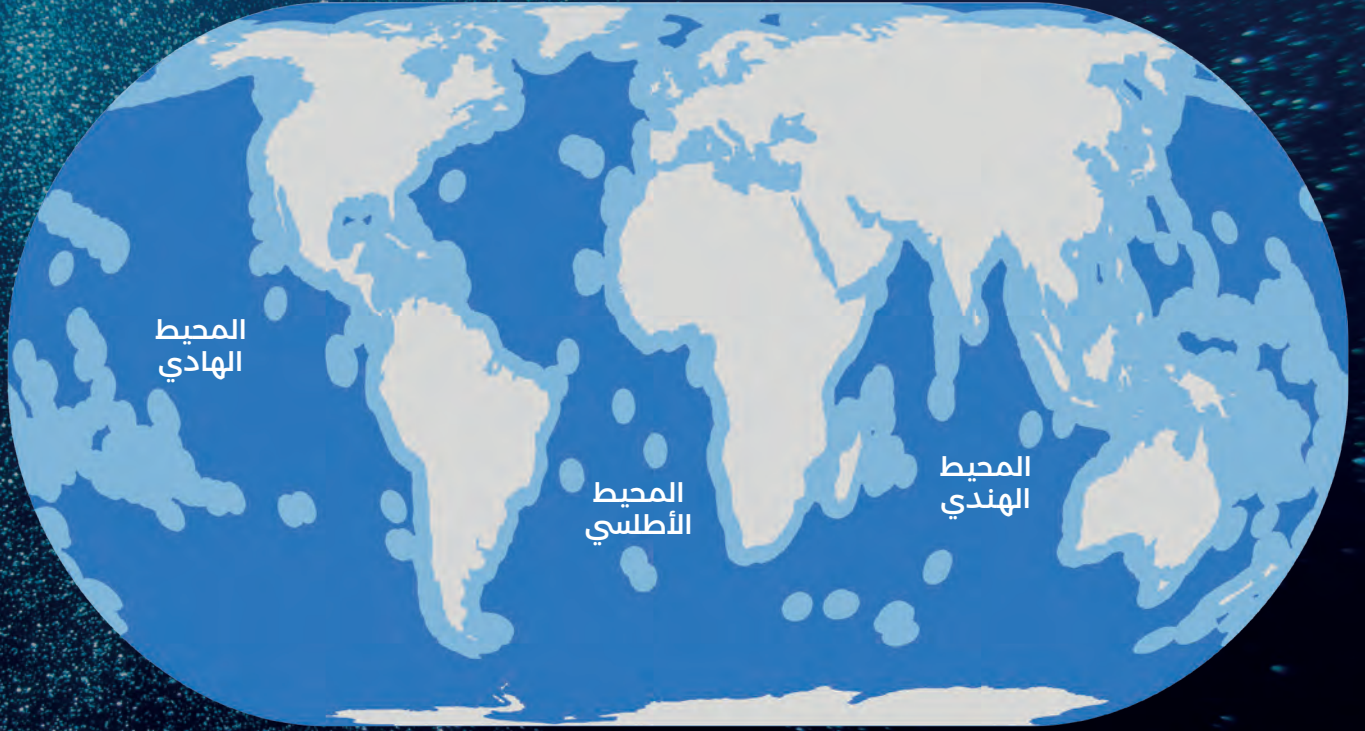 المحيط
الهادي
المحيط
الأطلسي
المحيط
الهندي